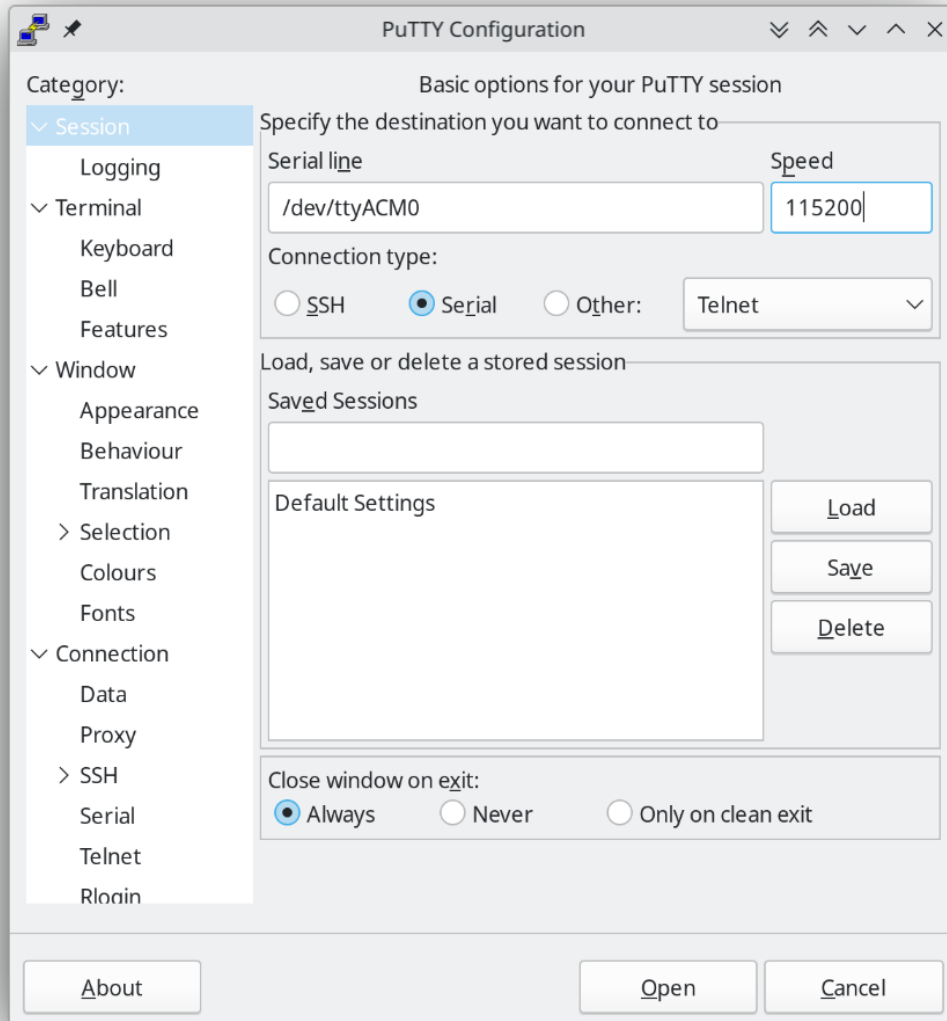 PuTTY Configuration
Category:
Session
Logging
Terminal
Keyboard
Bell
Features
Window
Appearance
Behaviour
Translation
Selection
Colours
Fonts
Connection
Data
Proxy
SSH
Serial
Telnet
Rlogin
Basic options for your PuTTY session
Specify the destination you want to connect to
Serial line
Speed
/dev/ttyACM0
115200
Connection type:
SSH
Serial
Other:
Telnet
Load, save or delete a stored session
Saved Sessions
Default Settings
Load
Save
Delete
Close window on exit:
Always
Never
Only on clean exit
About
Open
Cancel